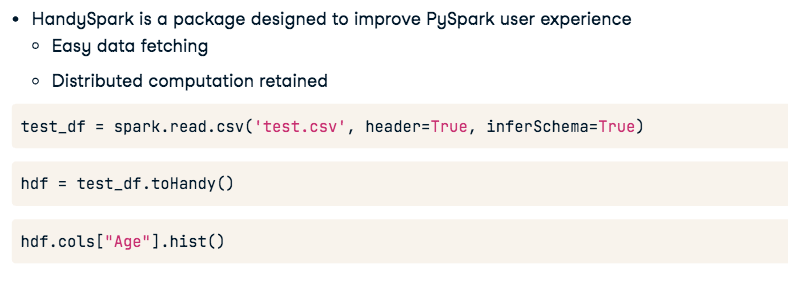 • HandySpark is a package designed to improve PySpark user experience
◦ Easy data fetching
◦ Distributed computation retained
test_df = spark.read.csv('test.csv', header=True, inferSchema=True)
hdf = test_df.toHandy()
hdf.cols["Age"].hist()